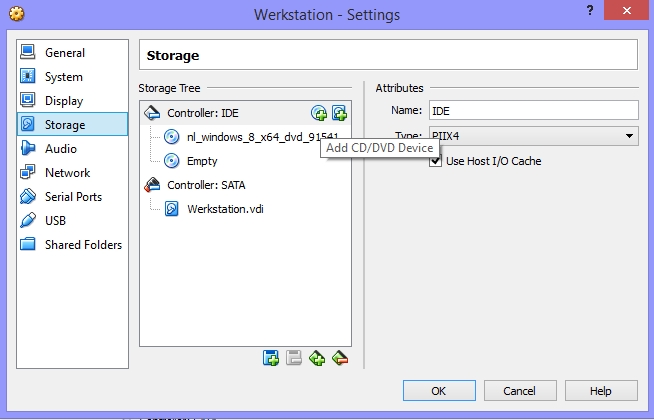 Werkstation - Settings
?
General
System
Display
Storage
Audio
Network
Serial Ports
USB
Shared Folders
Storage
Storage Tree
Controller: IDE
nl_windows_8_x64_dvd_91541
Empty
Controller: SATA
Werkstation.vdi
Attributes
Name: IDE
Type: PIIX4
Add CD/DVD Device
Use Host I/O Cache
OK
Cancel
Help